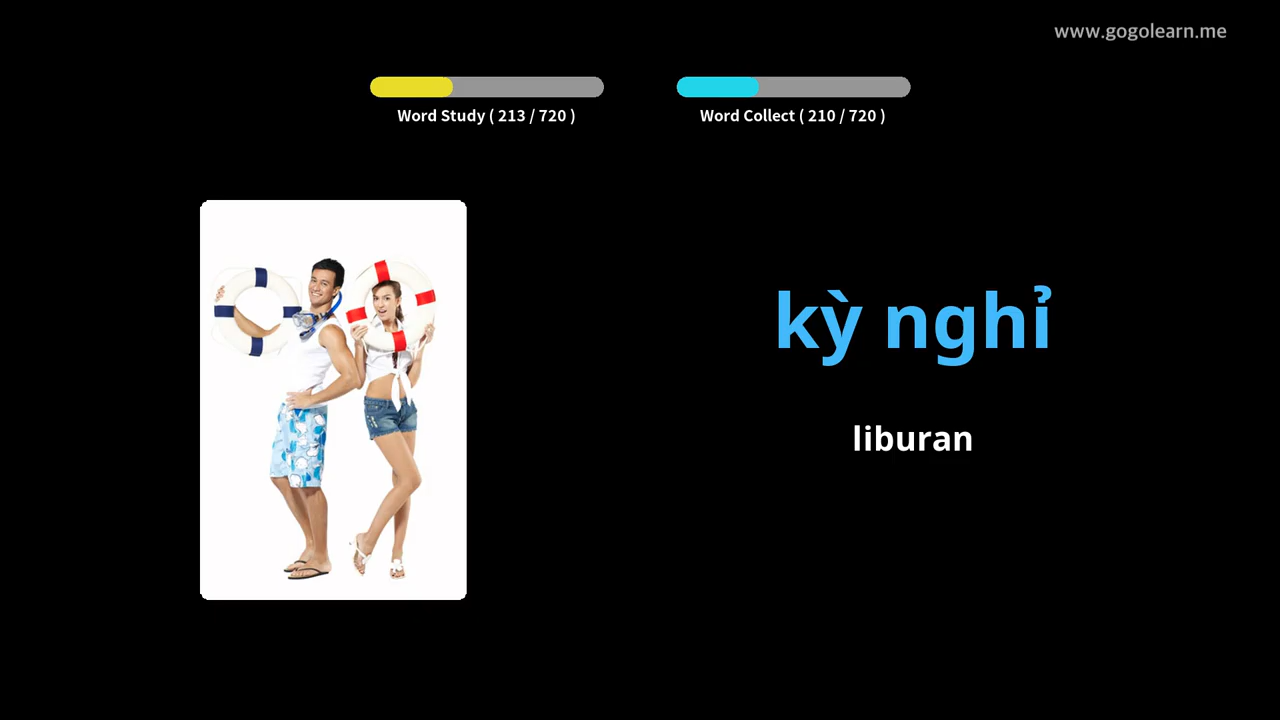 www.gogolearn.me
Word Study ( 213 / 720 )
Word Collect ( 210 / 720 )
kỳ nghỉ
liburan